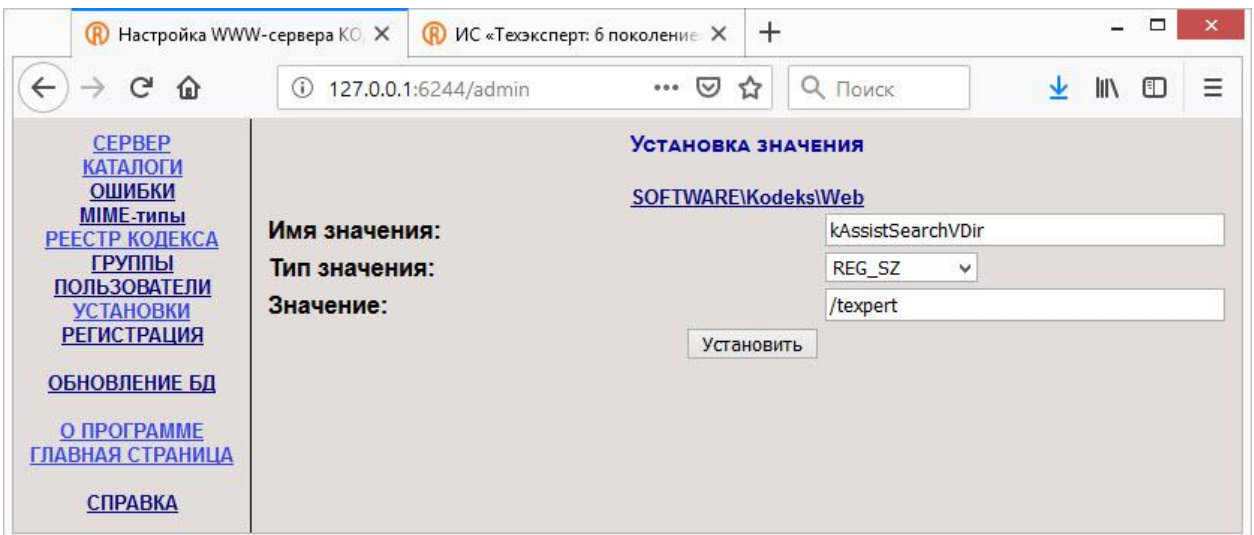 Настройка WWW-сервера КОД
ИС «Техэксперт: 6 поколение
127.0.0.1:6244/admin
Поиск
СЕРВЕР
КАТАЛОГИ
ОШИБКИ
MIME-типы
РЕЕСТР КОДЕКСА
ГРУППЫ
ПОЛЬЗОВАТЕЛИ
УСТАНОВКИ
РЕГИСТРАЦИЯ
ОБНОВЛЕНИЕ БД
О ПРОГРАММЕ
ГЛАВНАЯ СТРАНИЦА
СПРАВКА
Установка значения
SOFTWARE\Kodeks\Web
Имя значения: kAssistSearchVDir
Тип значения: REG_SZ
Значение: /texpert
Установить